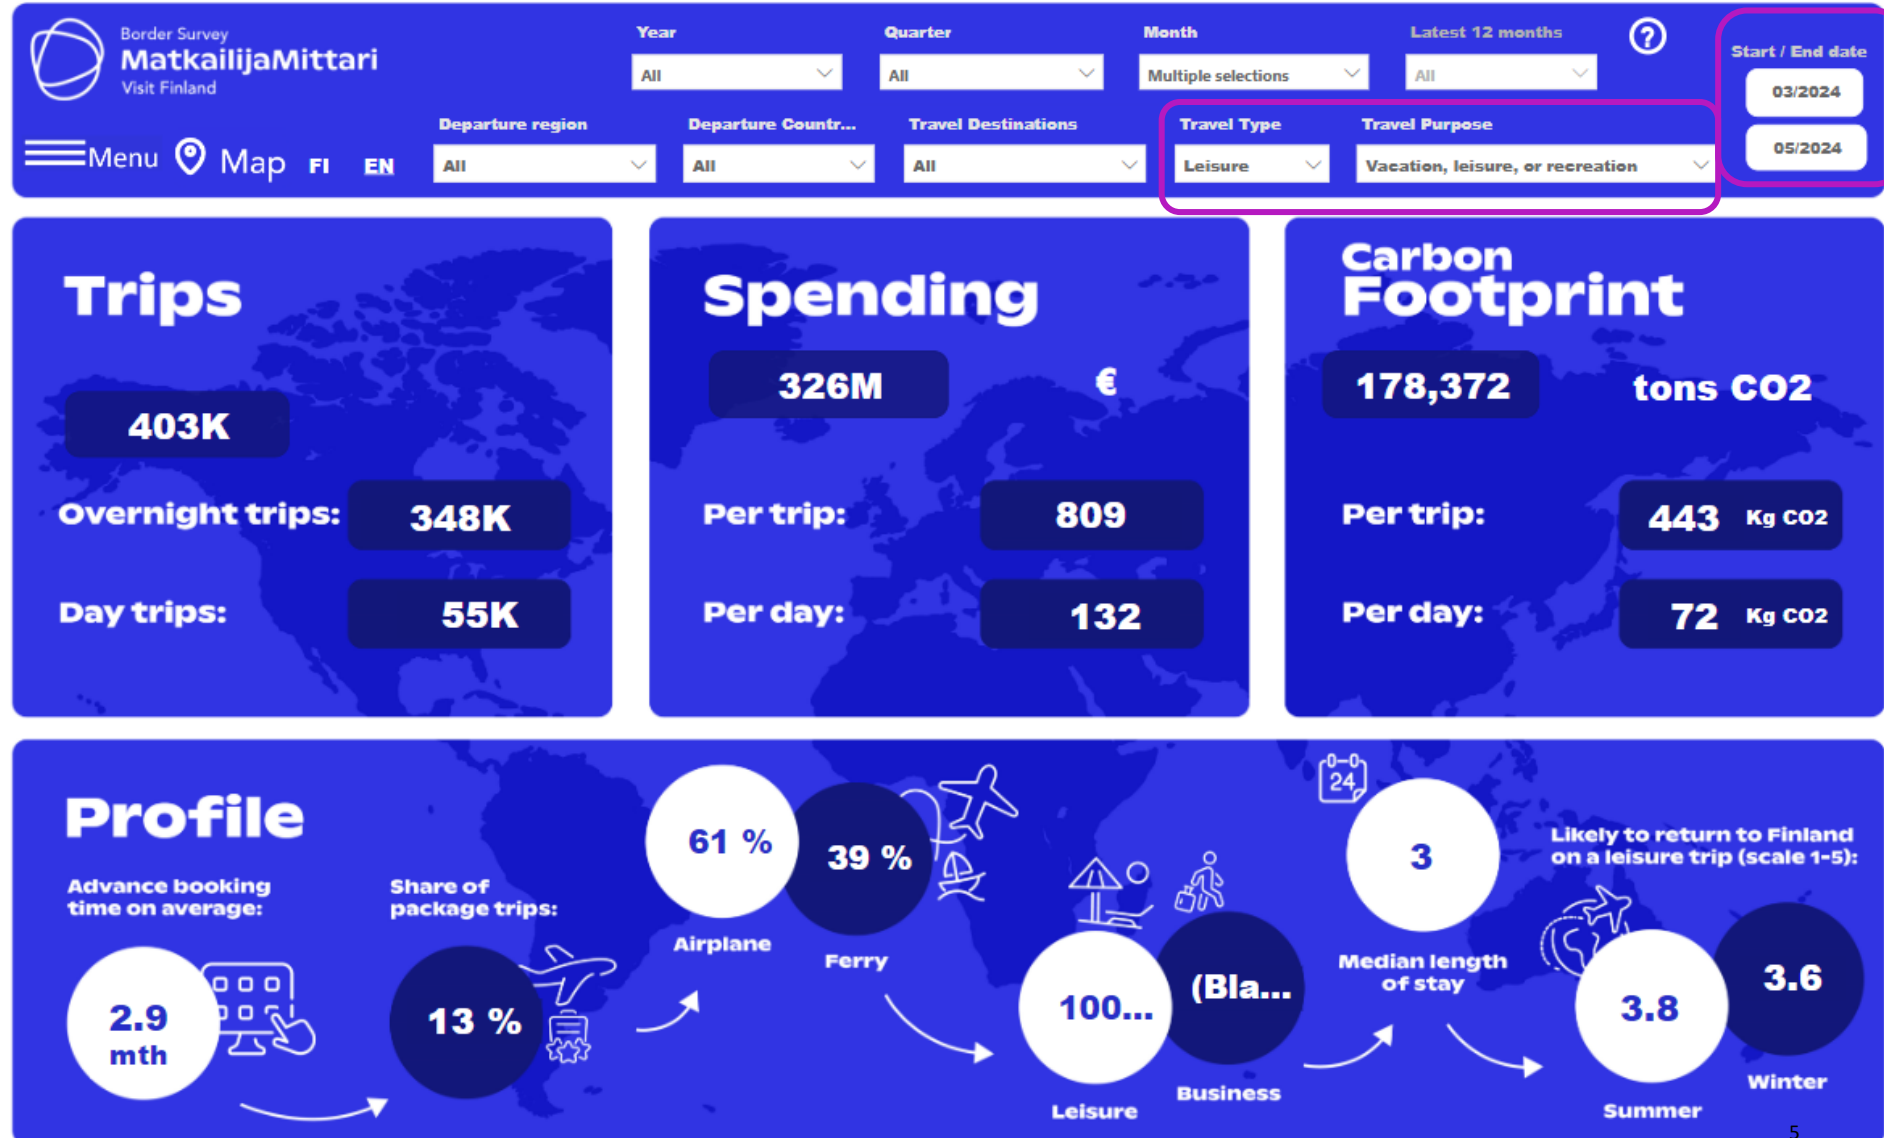 Border Survey
MatkailijaMittari
Visit Finland
Year
Quarter
Month
Latest 12 months
?
Start / End date
All
All
Multiple selections
All
03/2024
05/2024
Departure region
Departure Countr...
Travel Destinations
Travel Type
Travel Purpose
Menu
Map
FI
EN
All
All
All
Leisure
Vacation, leisure, or recreation
Trips
403K
Overnight trips:
348K
Day trips:
55K
Spending
326M
€
Per trip:
809
Per day:
132
Carbon
Footprint
178,372
tons CO2
Per trip:
443 Kg CO2
Per day:
72 Kg CO2
Profile
Advance booking
time on average:
2.9
mth
Share of
package trips:
13 %
61 %
Airplane
39 %
Ferry
100...
Leisure
(Bla...
Business
24
3
Median length
of stay
Likely to return to Finland
on a leisure trip (scale 1-5):
3.8
Summer
3.6
Winter
5